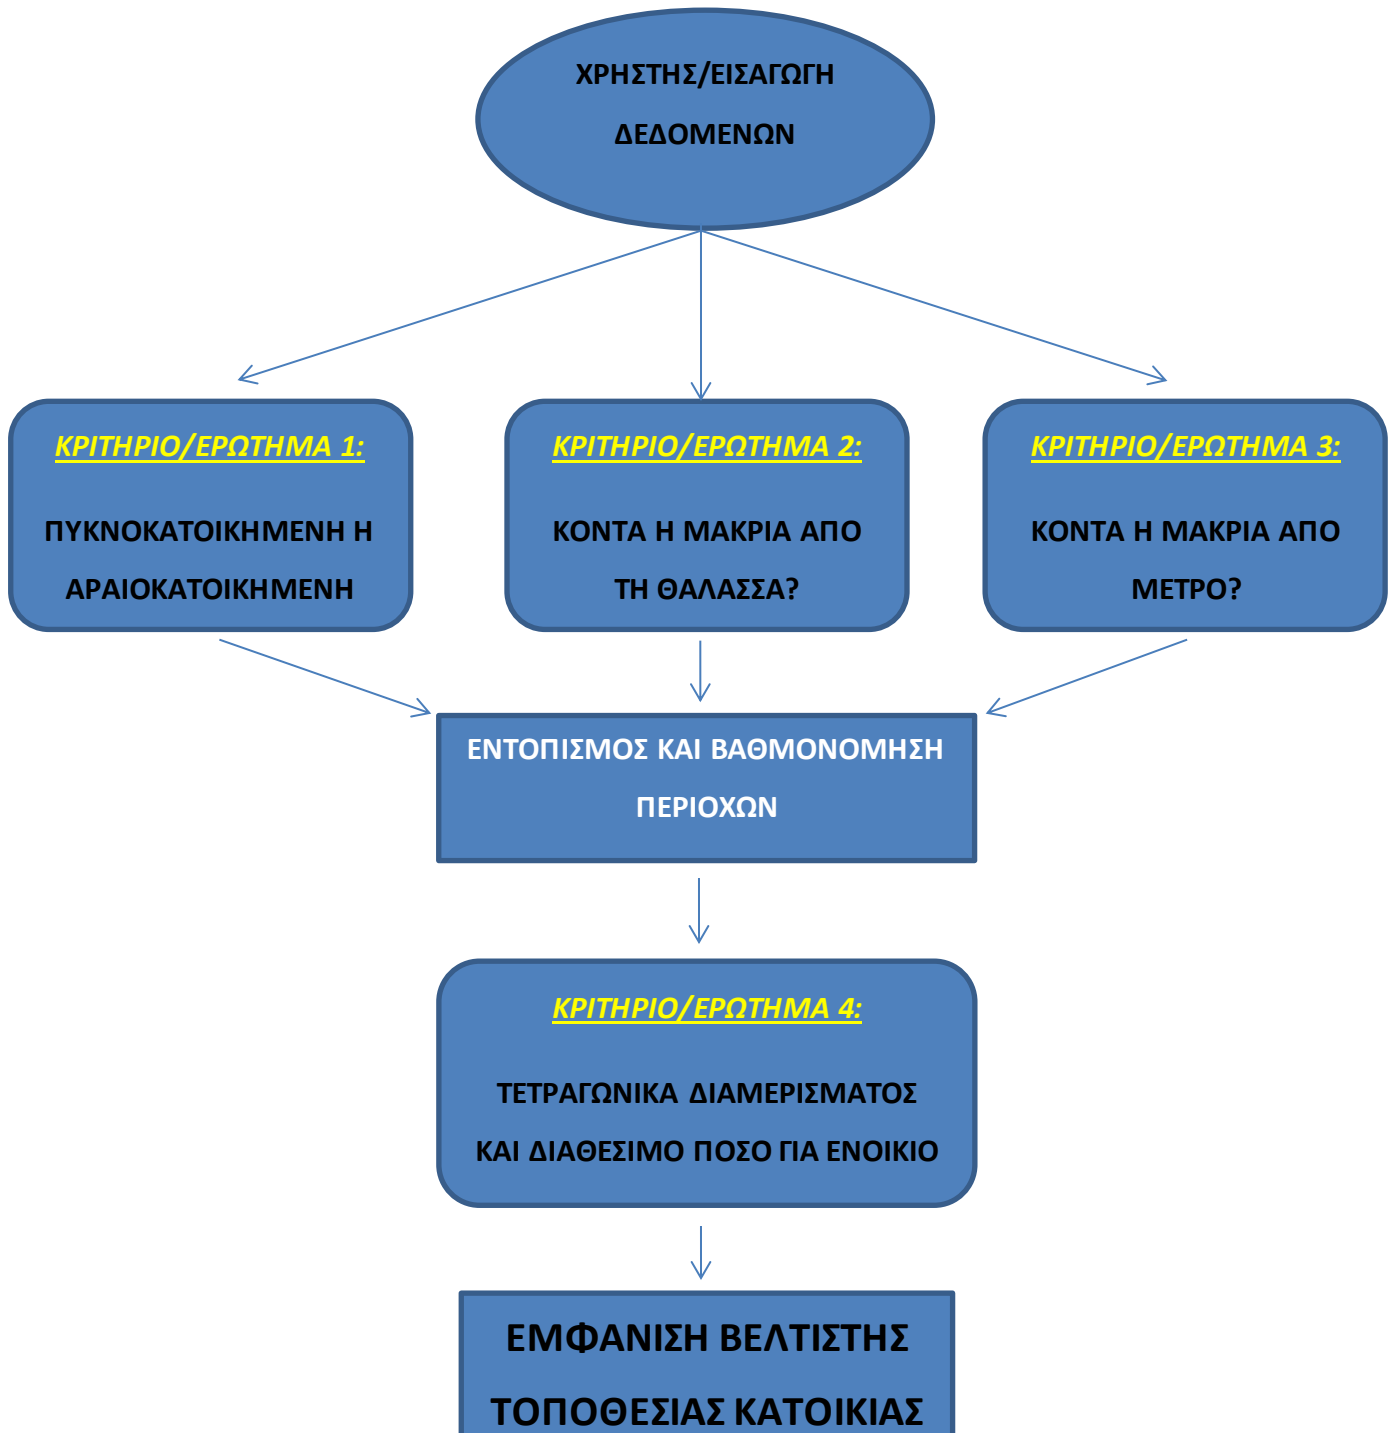 ΧΡΗΣΤΗΣ/ΕΙΣΑΓΩΓΗ
ΔΕΔΟΜΕΝΩΝ
ΚΡΙΤΗΡΙΟ/ΕΡΩΤΗΜΑ 1:
ΠΥΚΝΟΚΑΤΟΙΚΗΜΕΝΗ Η
ΑΡΑΙΟΚΑΤΟΙΚΗΜΕΝΗ
ΚΡΙΤΗΡΙΟ/ΕΡΩΤΗΜΑ 2:
ΚΟΝΤΑ Η ΜΑΚΡΙΑ ΑΠΟ
ΤΗ ΘΑΛΑΣΣΑ?
ΚΡΙΤΗΡΙΟ/ΕΡΩΤΗΜΑ 3:
ΚΟΝΤΑ Η ΜΑΚΡΙΑ ΑΠΟ
ΜΕΤΡΟ?
ΕΝΤΟΠΙΣΜΟΣ ΚΑΙ ΒΑΘΜΟΝΟΜΗΣΗ
ΠΕΡΙΟΧΩΝ
ΚΡΙΤΗΡΙΟ/ΕΡΩΤΗΜΑ 4:
ΤΕΤΡΑΓΩΝΙΚΑ ΔΙΑΜΕΡΙΣΜΑΤΟΣ
ΚΑΙ ΔΙΑΘΕΣΙΜΟ ΠΟΣΟ ΓΙΑ ΕΝΟΙΚΙΟ
ΕΜΦΑΝΙΣΗ ΒΕΛΤΙΣΤΗΣ
ΤΟΠΟΘΕΣΙΑΣ ΚΑΤΟΙΚΙΑΣ